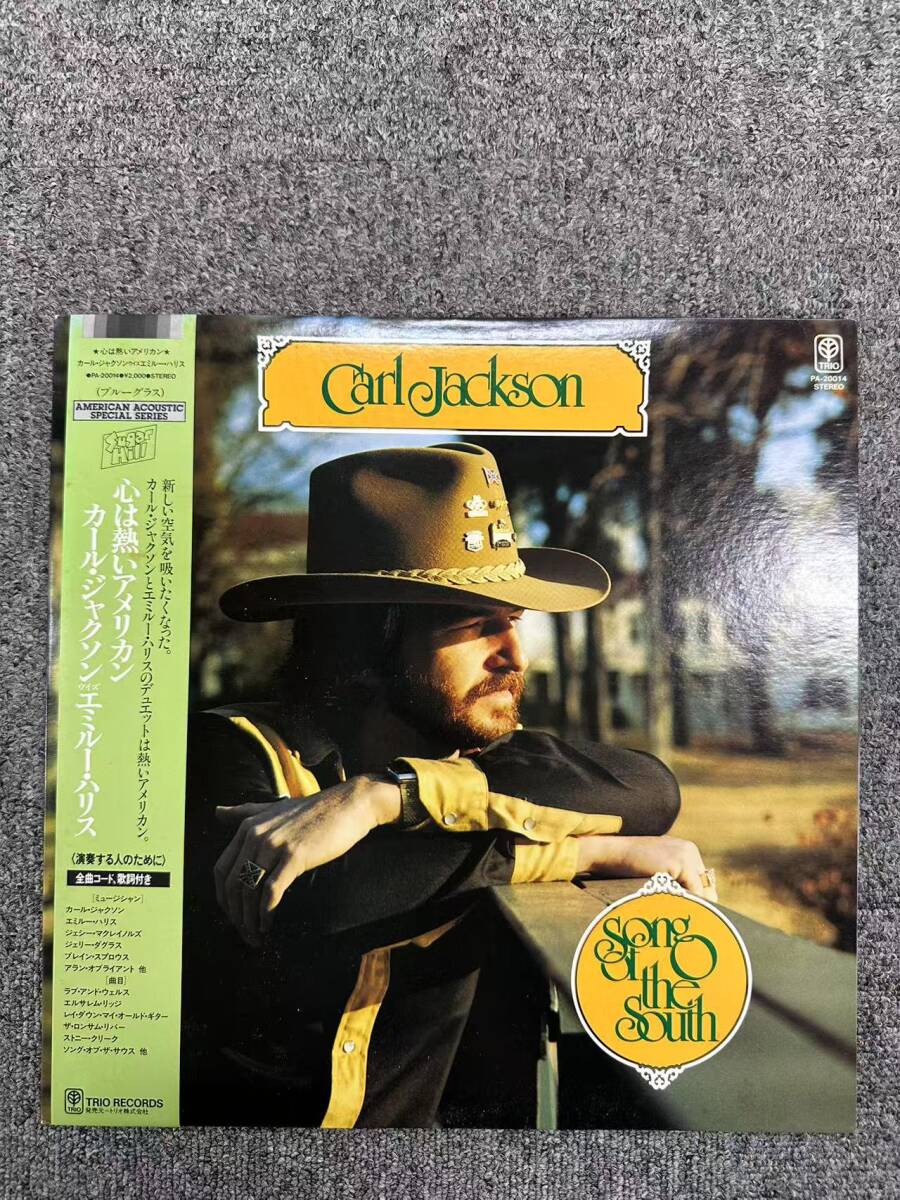 ★心は熱いアメリカン★
カール・ジャクソンウイズエミルー・ハリス
●PA-20014●¥2,000●STEREO
(ブルーグラス)
AMERICAN ACOUSTIC
SPECIAL SERIES
Sugar
Hill
新しい空気を吸いたくなった。
カール・ジャクソンとエミルー・ハリスのデュエットは熱いアメリカン。
心は熱いアメリカン
カール・ジャクソンウイズエミルー・ハリス
〈演奏する人のために〉
全曲コード、歌詞付き
[ミュージシャン]
カール・ジャクソン
エミルー・ハリス
ジェシー・マクレイノルズ
ジェリー・ダグラス
ブレイン・スプロウス
アラン・オブライアント 他
[曲目]
ラブ・アンド・ウェルス
エルサレム・リッジ
レイ・ダウン・マイ・オールド・ギター
ザ・ロンサム・リバー
ストニー・クリーク
ソング・オブ・ザ・サウス 他
TRIO
TRIO RECORDS
発売元=トリオ株式会社
Carl Jackson
TRIO
PA-20014
STEREO
Song
of
the
South